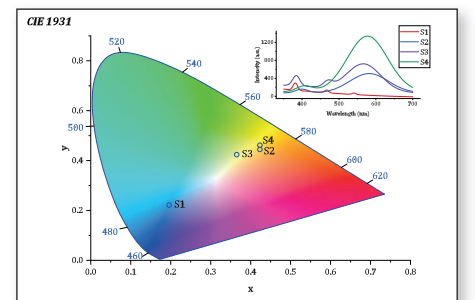 CIE 1931
520
540
560
580
600
620
500
480
460
S4
S2
S3
S1
y
0.8
0.6
0.4
0.2
0.0
0.0 0.1 0.2 0.3 0.4 0.5 0.6 0.7 0.8
x
Intensity (a.u.)
1200
800
400
0
400 500 600 700
Wavelength (nm)
S1
S2
S3
S4